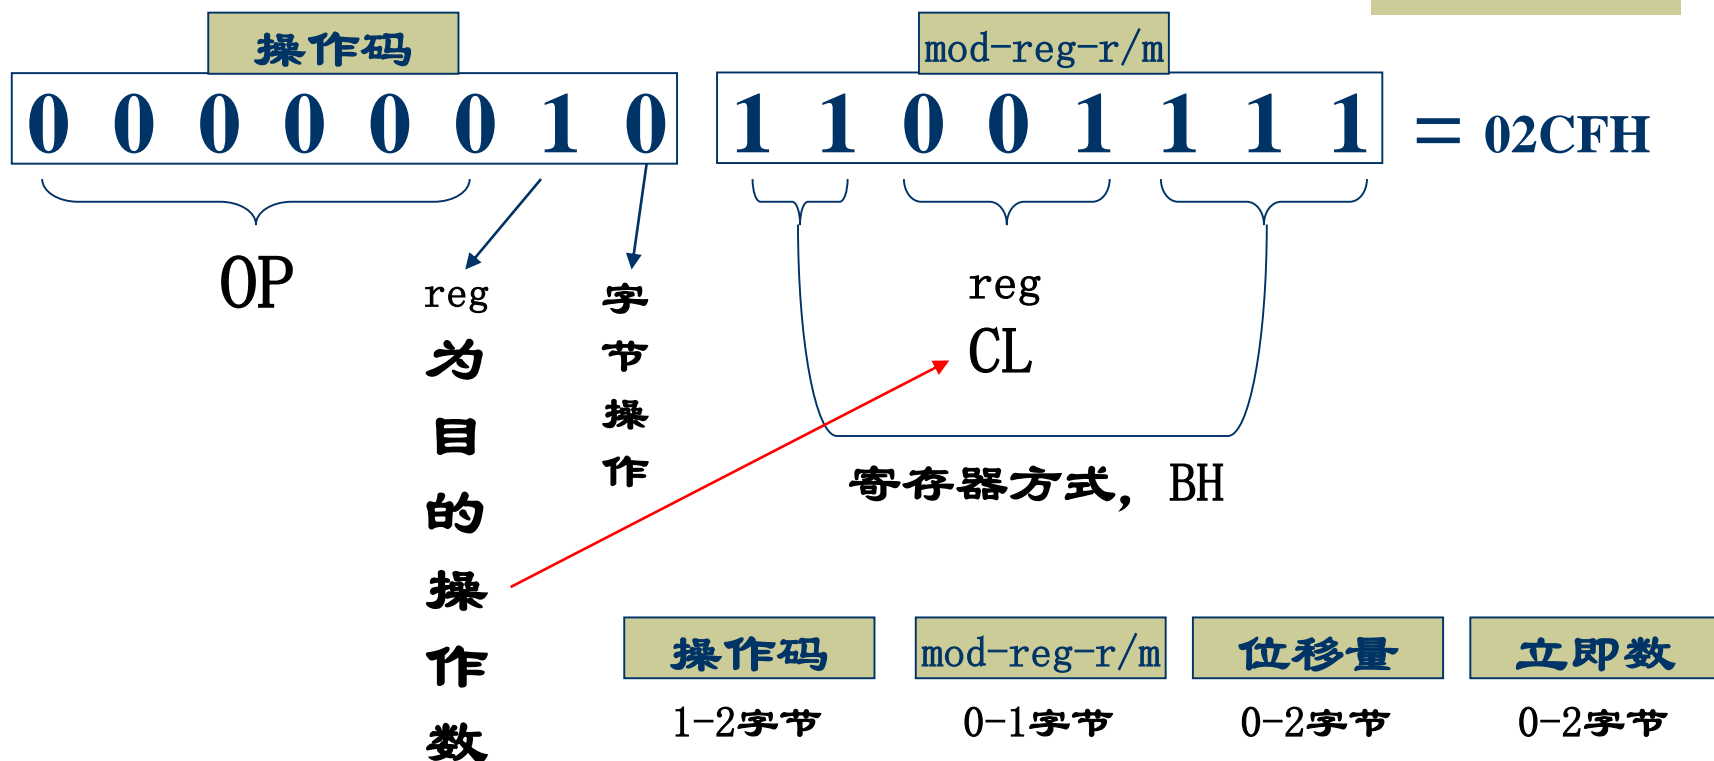 操作码
mod-reg-r/m
0 0 0 0 0 0 1 0 1 1 0 0 1 1 1 1 = 02CFH
OP
reg
为目的操作数
字节操作
reg
CL
寄存器方式，BH
操作码 mod-reg-r/m 位移量 立即数
1-2字节 0-1字节 0-2字节 0-2字节